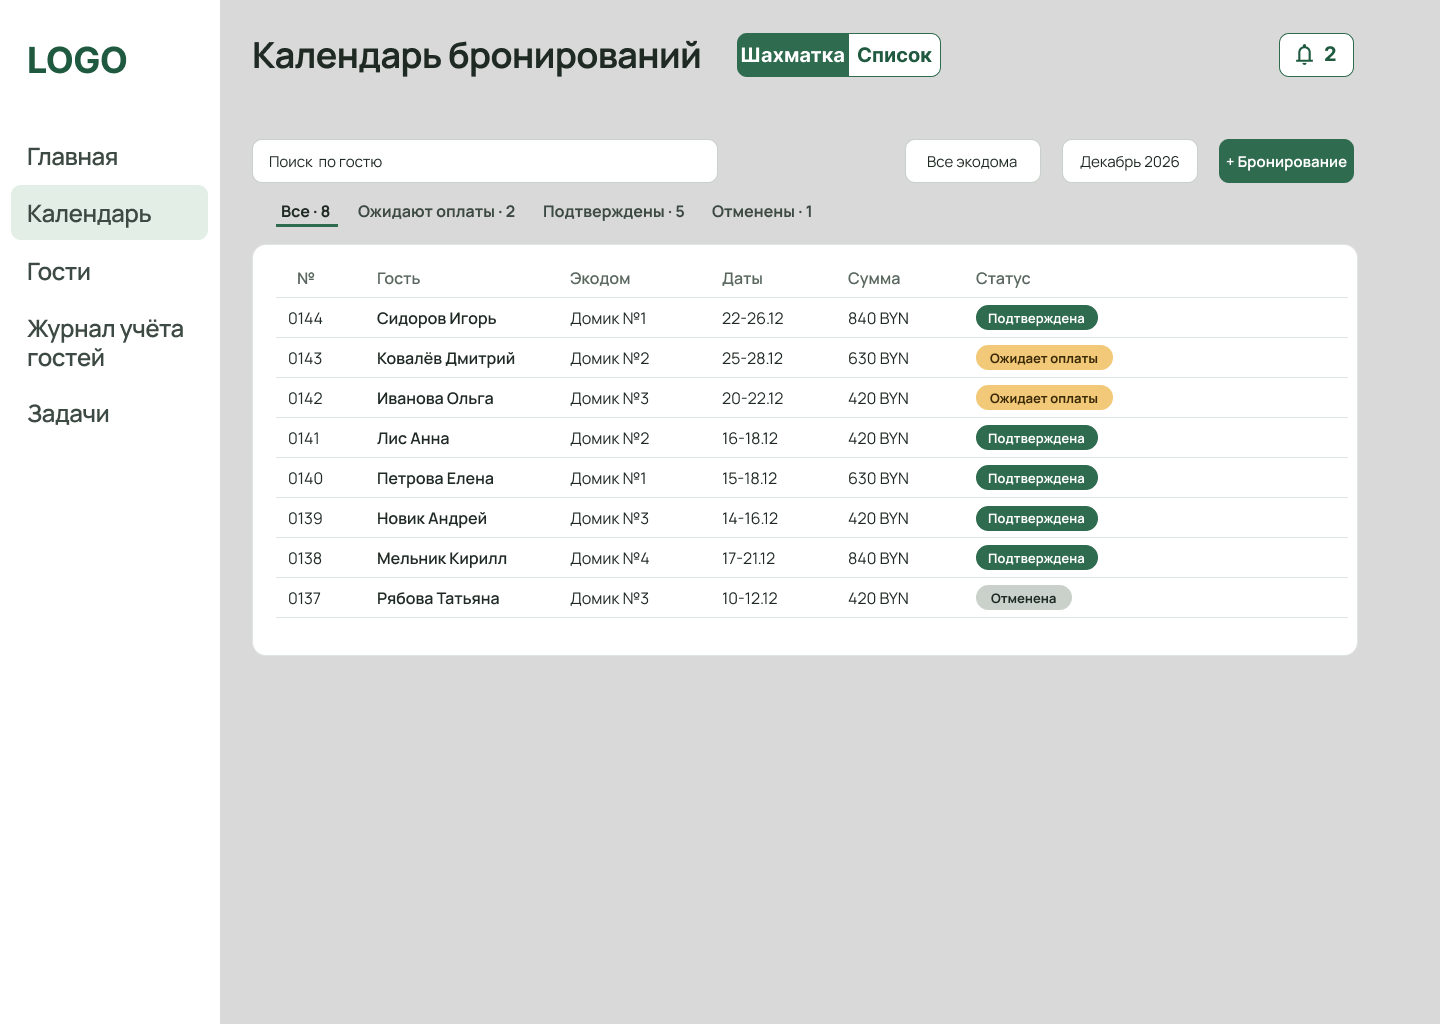 LOGO
Главная
Календарь
Гости
Журнал учёта
гостей
Задачи
Календарь бронирований
Шахматка Список
2
Поиск по гостю
Все экодома
Декабрь 2026
+ Бронирование
Все · 8 Ожидают оплаты · 2 Подтверждены · 5 Отменены · 1
№ Гость Экодом Даты Сумма Статус
0144 Сидоров Игорь Домик №1 22-26.12 840 BYN Подтверждена
0143 Ковалёв Дмитрий Домик №2 25-28.12 630 BYN Ожидает оплаты
0142 Иванова Ольга Домик №3 20-22.12 420 BYN Ожидает оплаты
0141 Лис Анна Домик №2 16-18.12 420 BYN Подтверждена
0140 Петрова Елена Домик №1 15-18.12 630 BYN Подтверждена
0139 Новик Андрей Домик №3 14-16.12 420 BYN Подтверждена
0138 Мельник Кирилл Домик №4 17-21.12 840 BYN Подтверждена
0137 Рябова Татьяна Домик №3 10-12.12 420 BYN Отменена